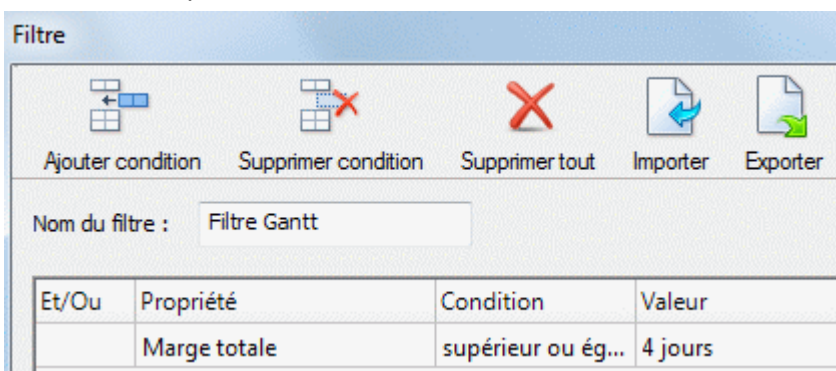 Filtre
Ajouter condition Supprimer condition Supprimer tout Importer Exporter
Nom du filtre : Filtre Gantt
Et/Ou Propriété Condition Valeur
Marge totale supérieur ou ég... 4 jours